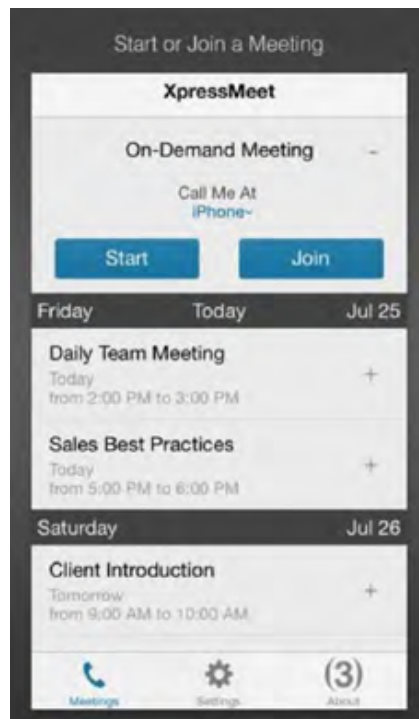 Start or Join a Meeting
XpressMeet
On-Demand Meeting -
Call Me At
iPhone~
Start Join
Friday Today Jul 25
Daily Team Meeting
Today +
from 2:00 PM to 3:00 PM
Sales Best Practices
Today +
from 5:00 PM to 6:00 PM
Saturday Jul 26
Client Introduction
Tomorrow +
from 9:00 AM to 10:00 AM
(3)
Meetings Settings About